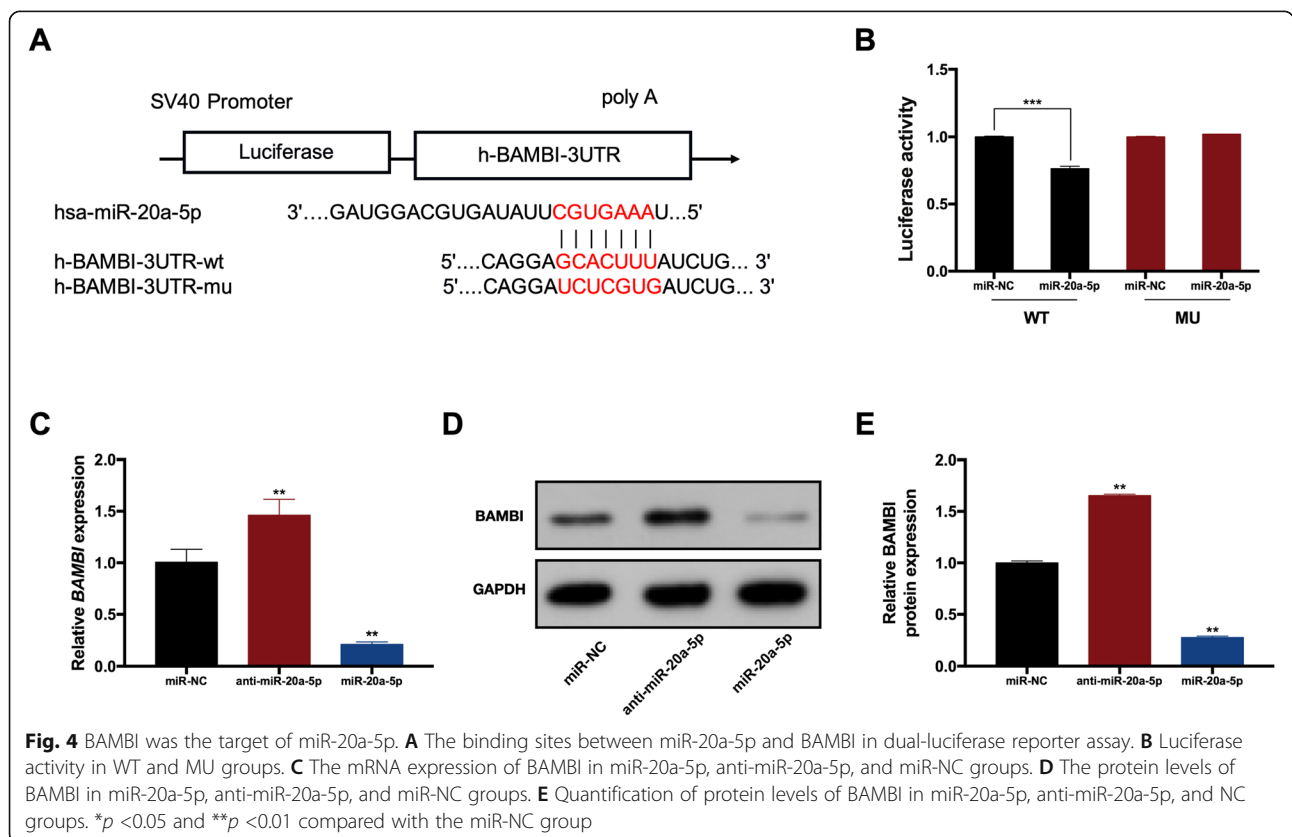 A
SV40 Promoter
poly A
Luciferase
h-BAMBI-3UTR
hsa-miR-20a-5p 3'....GAUGGACGUGAUAUUCGUGAAAU...5'
h-BAMBI-3UTR-wt 5'....CAGGAGCACUUUAUCUG... 3'
h-BAMBI-3UTR-mu 5'....CAGGAUCUCGUGAUCUG... 3'
B
Luciferase activity
1.5
1.0
0.5
0.0
***
miR-NC miR-20a-5p miR-NC miR-20a-5p
WT MU
C
Relative BAMBI expression
2.0
1.5
1.0
0.5
0.0
**
**
miR-NC anti-miR-20a-5p miR-20a-5p
D
BAMBI
GAPDH
miR-NC
anti-miR-20a-5p
miR-20a-5p
E
Relative BAMBI
protein expression
2.0
1.5
1.0
0.5
0.0
**
**
miR-NC anti-miR-20a-5p miR-20a-5p
Fig. 4 BAMBI was the target of miR-20a-5p. A The binding sites between miR-20a-5p and BAMBI in dual-luciferase reporter assay. B Luciferase
activity in WT and MU groups. C The mRNA expression of BAMBI in miR-20a-5p, anti-miR-20a-5p, and miR-NC groups. D The protein levels of
BAMBI in miR-20a-5p, anti-miR-20a-5p, and miR-NC groups. E Quantification of protein levels of BAMBI in miR-20a-5p, anti-miR-20a-5p, and NC
groups. *p <0.05 and **p <0.01 compared with the miR-NC group